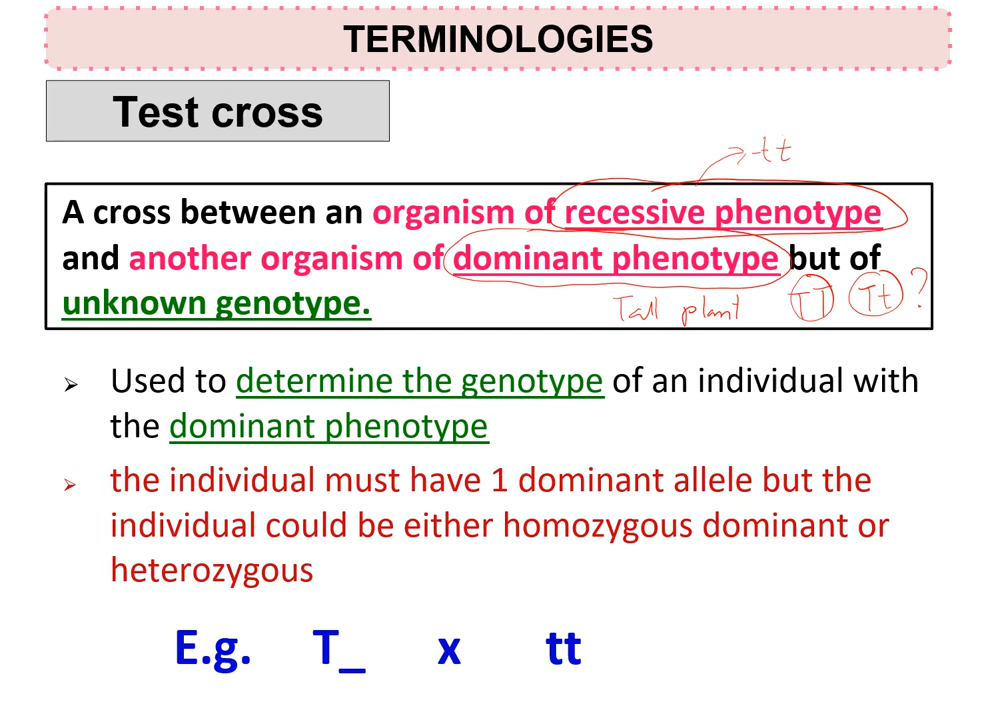 TERMINOLOGIES
Test cross
tt
A cross between an organism of recessive phenotype
and another organism of dominant phenotype but of
unknown genotype.
Tall plant TT Tt ?
➢ Used to determine the genotype of an individual with
the dominant phenotype
➢ the individual must have 1 dominant allele but the
individual could be either homozygous dominant or
heterozygous
E.g. T_ x tt